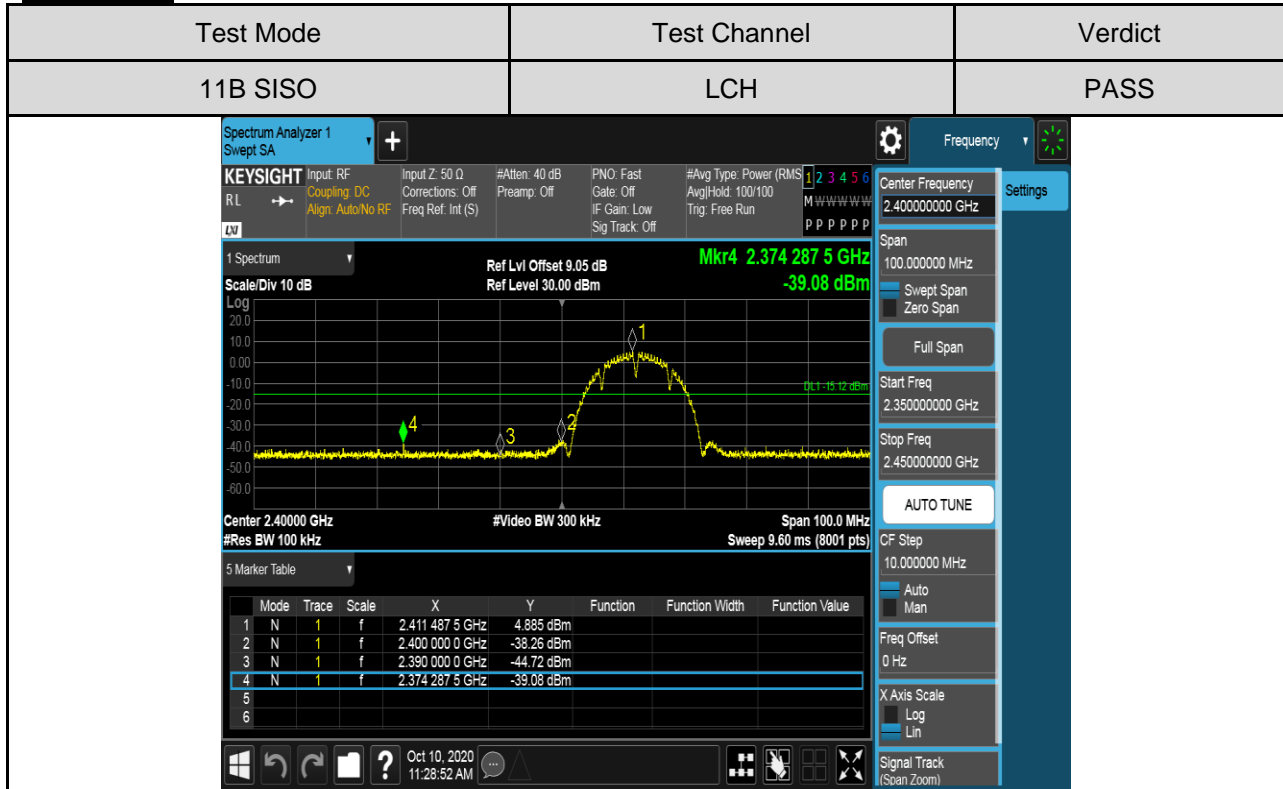 Test Mode Test Channel Verdict
11B SISO LCH PASS
Spectrum Analyzer 1
Swept SA
+
Frequency
KEYSIGHT Input: RF Input Z: 50 Ω #Atten: 40 dB PNO: Fast #Avg Type: Power (RMS 1 2 3 4 5 6
RL Coupling: DC Corrections: Off Preamp: Off Gate: Off Avg|Hold: 100/100 M W W W W W
Align: Auto/No RF Freq Ref: Int (S) IF Gain: Low Trig: Free Run
LXI Sig Track: Off P P P P P P
Center Frequency
2.400000000 GHz
Settings
Span
100.000000 MHz
Swept Span
Zero Span
Full Span
Start Freq
2.350000000 GHz
Stop Freq
2.450000000 GHz
AUTO TUNE
CF Step
10.000000 MHz
Auto
Man
Freq Offset
0 Hz
X Axis Scale
Log
Lin
Signal Track
(Span Zoom)
1 Spectrum Ref Lvl Offset 9.05 dB Mkr4 2.374 287 5 GHz
Scale/Div 10 dB Ref Level 30.00 dBm -39.08 dBm
Log
20.0
10.0
0.00
-10.0
-20.0
-30.0
-40.0
-50.0
-60.0
1
DL1 -15.12 dBm
2
3
4
Center 2.40000 GHz #Video BW 300 kHz Span 100.0 MHz
#Res BW 100 kHz Sweep 9.60 ms (8001 pts)
5 Marker Table
Mode Trace Scale X Y Function Function Width Function Value
1 N 1 f 2.411 487 5 GHz 4.885 dBm
2 N 1 f 2.400 000 0 GHz -38.26 dBm
3 N 1 f 2.390 000 0 GHz -44.72 dBm
4 N 1 f 2.374 287 5 GHz -39.08 dBm
5
6
? Oct 10, 2020
11:28:52 AM